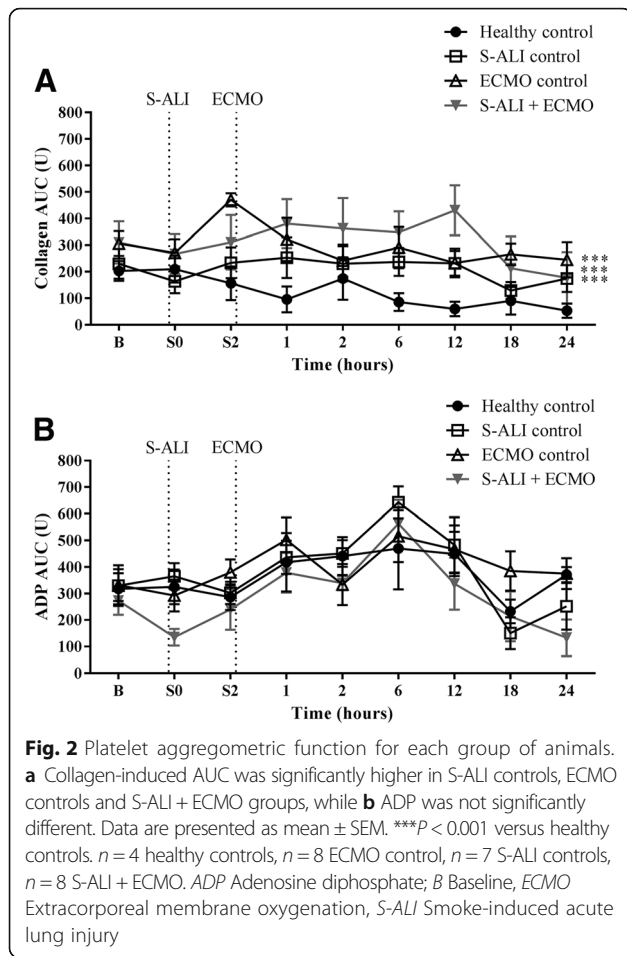 Healthy control
S-ALI control
ECMO control
S-ALI + ECMO
A
S-ALI ECMO
800
700
600
500
400
300
200
100
0
Collagen AUC (U)
***
***
***
B S0 S2 1 2 6 12 18 24
Time (hours)
Healthy control
S-ALI control
ECMO control
S-ALI + ECMO
B
S-ALI ECMO
800
700
600
500
400
300
200
100
0
ADP AUC (U)
B S0 S2 1 2 6 12 18 24
Time (hours)
Fig. 2 Platelet aggregometric function for each group of animals.
a Collagen-induced AUC was significantly higher in S-ALI controls, ECMO
controls and S-ALI + ECMO groups, while b ADP was not significantly
different. Data are presented as mean ± SEM. ***P < 0.001 versus healthy
controls. n = 4 healthy controls, n = 8 ECMO control, n = 7 S-ALI controls,
n = 8 S-ALI + ECMO. ADP Adenosine diphosphate; B Baseline, ECMO
Extracorporeal membrane oxygenation, S-ALI Smoke-induced acute
lung injury